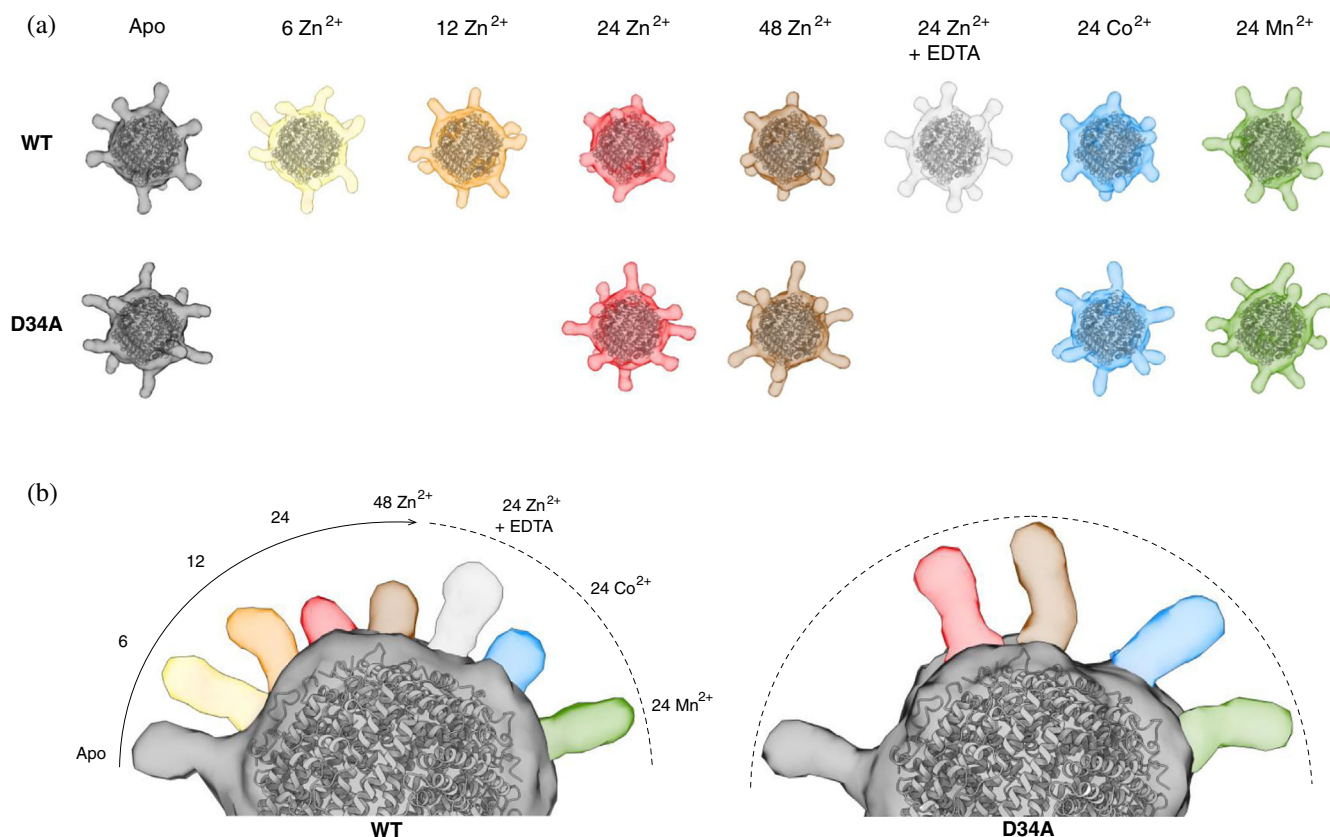 (a)
Apo 6 Zn²⁺ 12 Zn²⁺ 24 Zn²⁺ 48 Zn²⁺ 24 Zn²⁺ 24 Co²⁺ 24 Mn²⁺
+ EDTA
WT
D34A
(b)
48 Zn²⁺ 24 Zn²⁺
24 + EDTA
12
24 Co²⁺
6
24 Mn²⁺
Apo
WT D34A